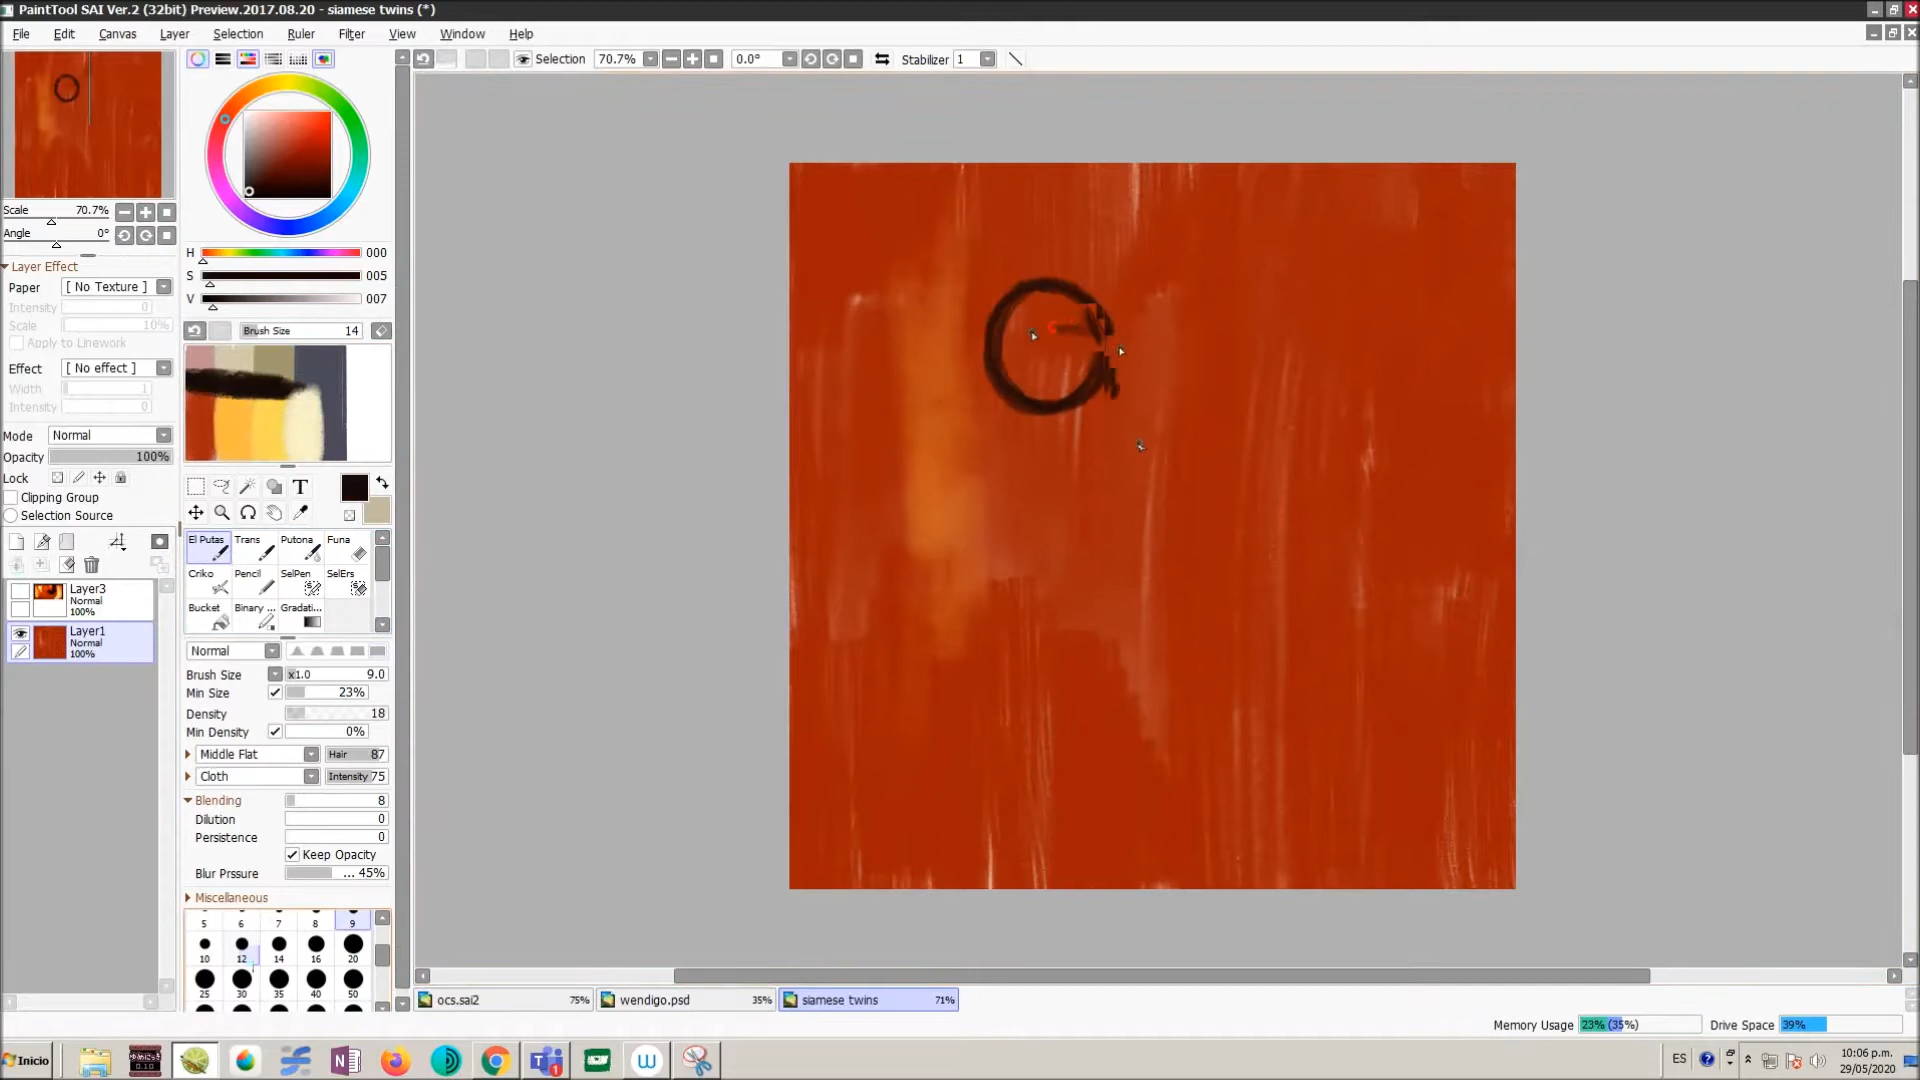 PaintTool SAI Ver.2 (32bit) Preview.2017.08.20 - siamese twins (*)
File Edit Canvas Layer Selection Ruler Filter View Window Help
Selection 70.7% 0.0° Stabilizer 1
Scale 70.7%
Angle 0°
Layer Effect
Paper [ No Texture ]
Intensity 0
Scale 10%
Apply to Linework
Effect [ No effect ]
Width 1
Intensity 0
Mode Normal
Opacity 100%
Lock
Clipping Group
Selection Source
Layer3
Normal
100%
Layer1
Normal
100%
H 000
S 005
V 007
Brush Size 14
T
El Putas Trans Putona Funa
Criko Pencil SelPen SelErs
Bucket Binary ... Gradati...
Normal
Brush Size x1.0 9.0
Min Size 23%
Density 18
Min Density 0%
Middle Flat Hair 87
Cloth Intensity 75
Blending 8
Dilution 0
Persistence 0
Keep Opacity
Blur Prssure ... 45%
Miscellaneous
5 6 7 8 9
10 12 14 16 20
25 30 35 40 50
ocs.sai2 75% wendigo.psd 35% siamese twins 71%
Memory Usage 23% (35%) Drive Space 39%
Inicio
0.10
W
1
ES
10:06 p.m.
29/05/2020